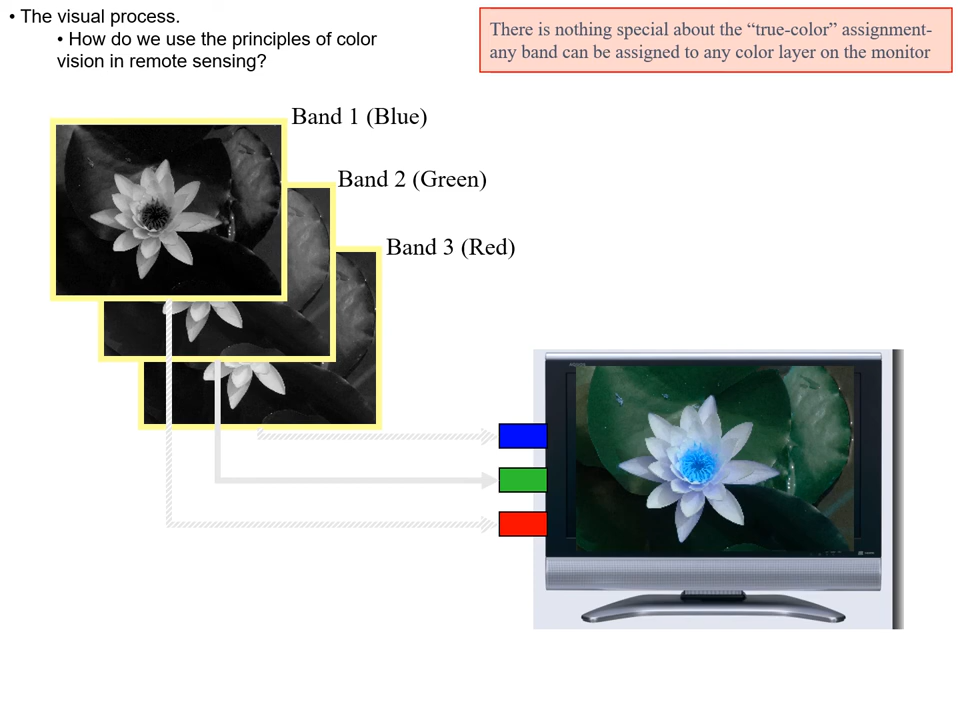 • The visual process.
• How do we use the principles of color
vision in remote sensing?
There is nothing special about the “true-color” assignment-
any band can be assigned to any color layer on the monitor
Band 1 (Blue)
Band 2 (Green)
Band 3 (Red)